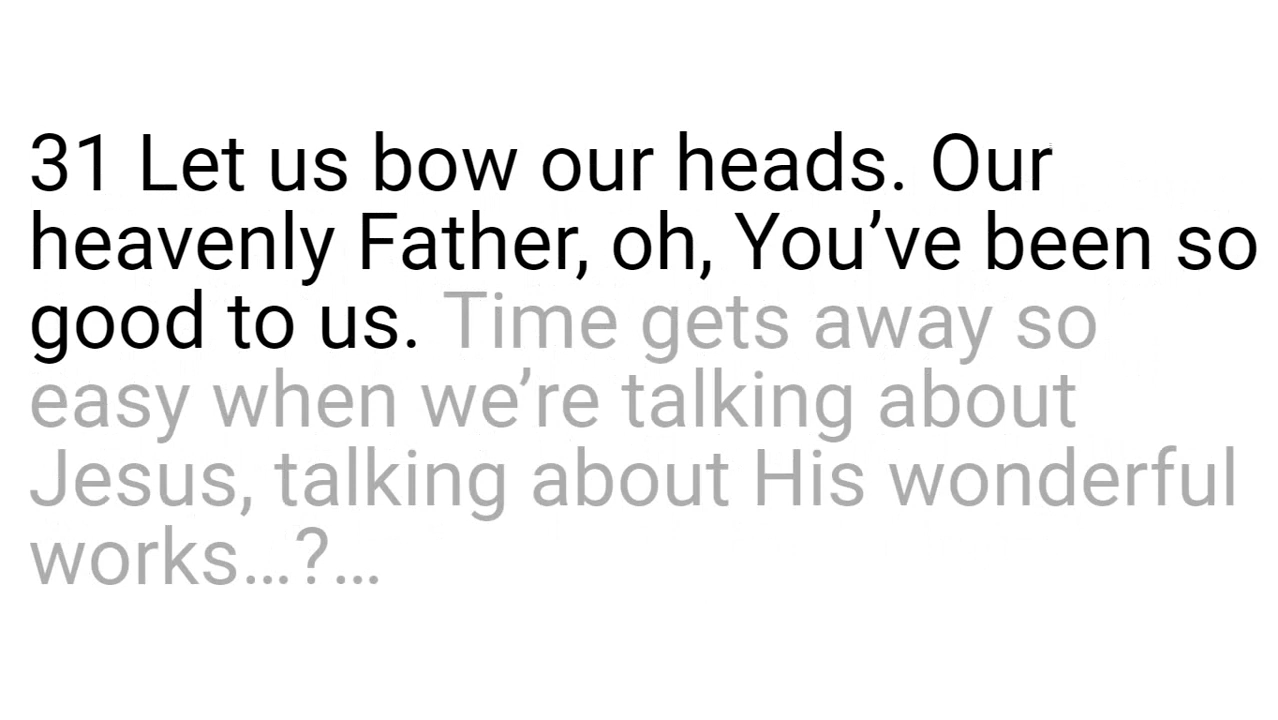 31 Let us bow our heads. Our
heavenly Father, oh, You’ve been so
good to us. Time gets away so
easy when we’re talking about
Jesus, talking about His wonderful
works…?…